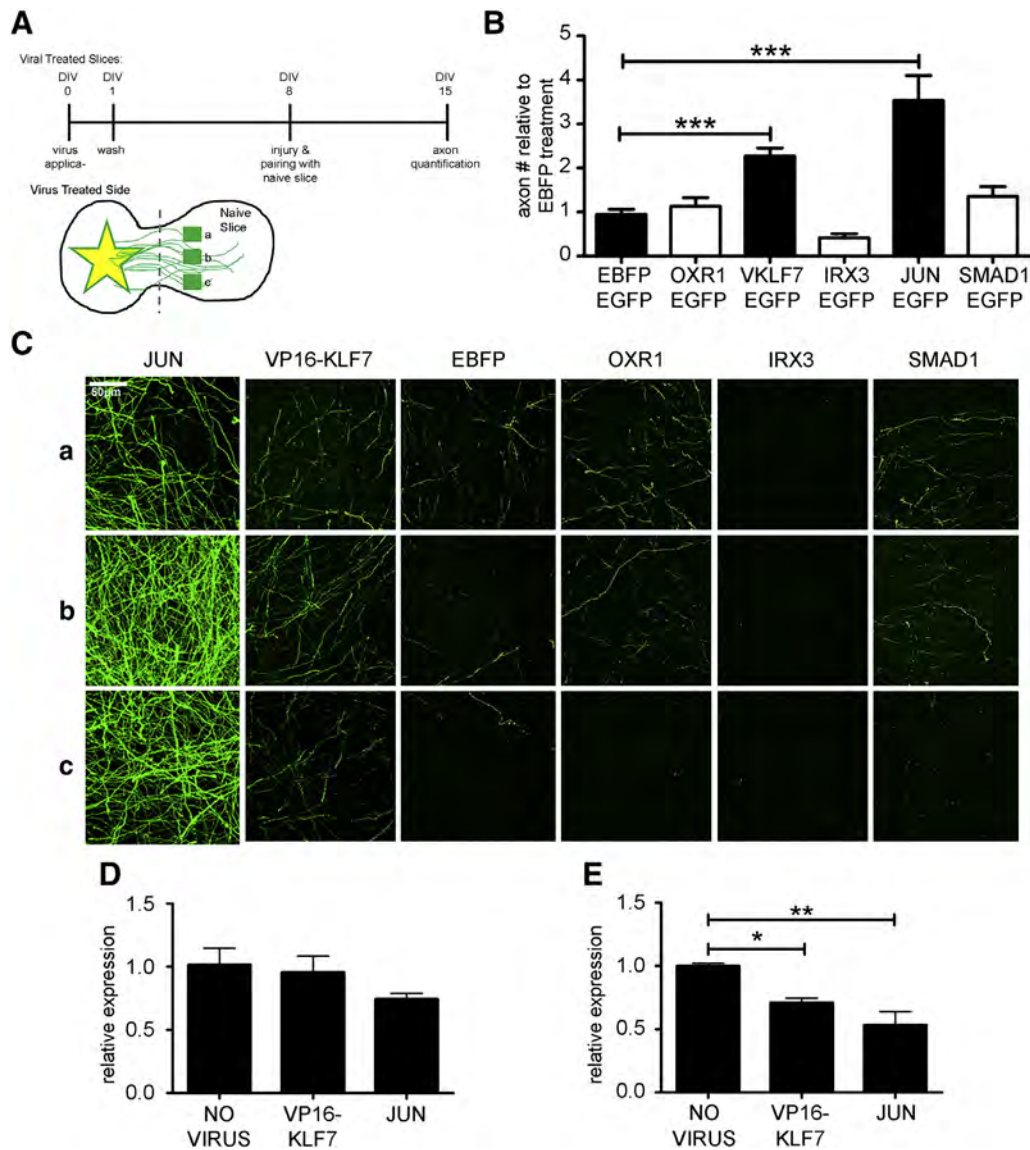 A
Viral Treated Slices:
DIV DIV DIV DIV
0 1 8 15
virus wash injury & axon
applica- pairing with quantification
naive slice
Virus Treated Side
Naive
Slice
a
b
c
B
axon # relative to
EBFP treatment
5
4
3
2
1
0
***
***
EBFP OXR1 VKLF7 IRX3 JUN SMAD1
EGFP EGFP EGFP EGFP EGFP EGFP
C
JUN VP16-KLF7 EBFP OXR1 IRX3 SMAD1
50µm
a
b
c
D
relative expression
1.5
1.0
0.5
0.0
NO VP16- JUN
VIRUS KLF7
E
relative expression
1.5
1.0
0.5
0.0
**
*
NO VP16- JUN
VIRUS KLF7